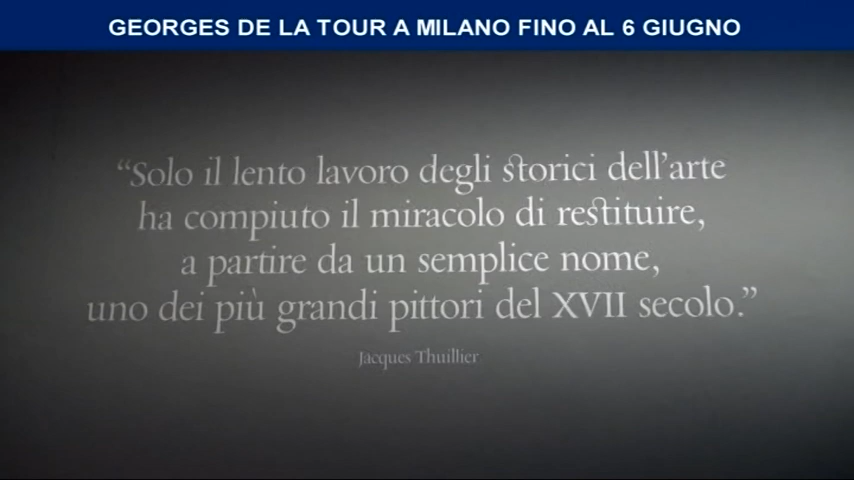 GEORGES DE LA TOUR A MILANO FINO AL 6 GIUGNO
“Solo il lento lavoro degli storici dell’arte
ha compiuto il miracolo di restituire,
a partire da un semplice nome,
uno dei più grandi pittori del XVII secolo.”
Jacques Thuillier